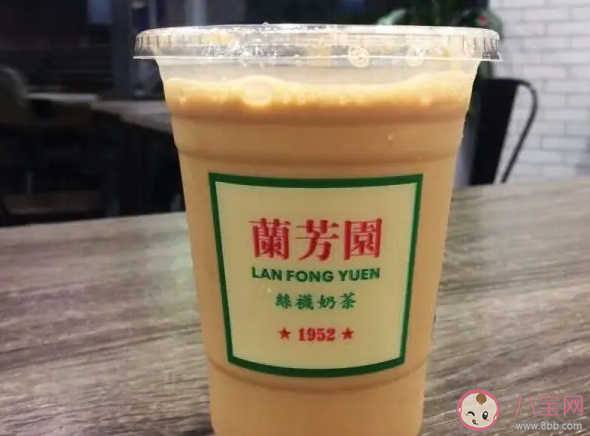 蘭芳園
LAN FONG YUEN
絲襪奶茶
★ 1952 ★
八宝网
www.8bb.com